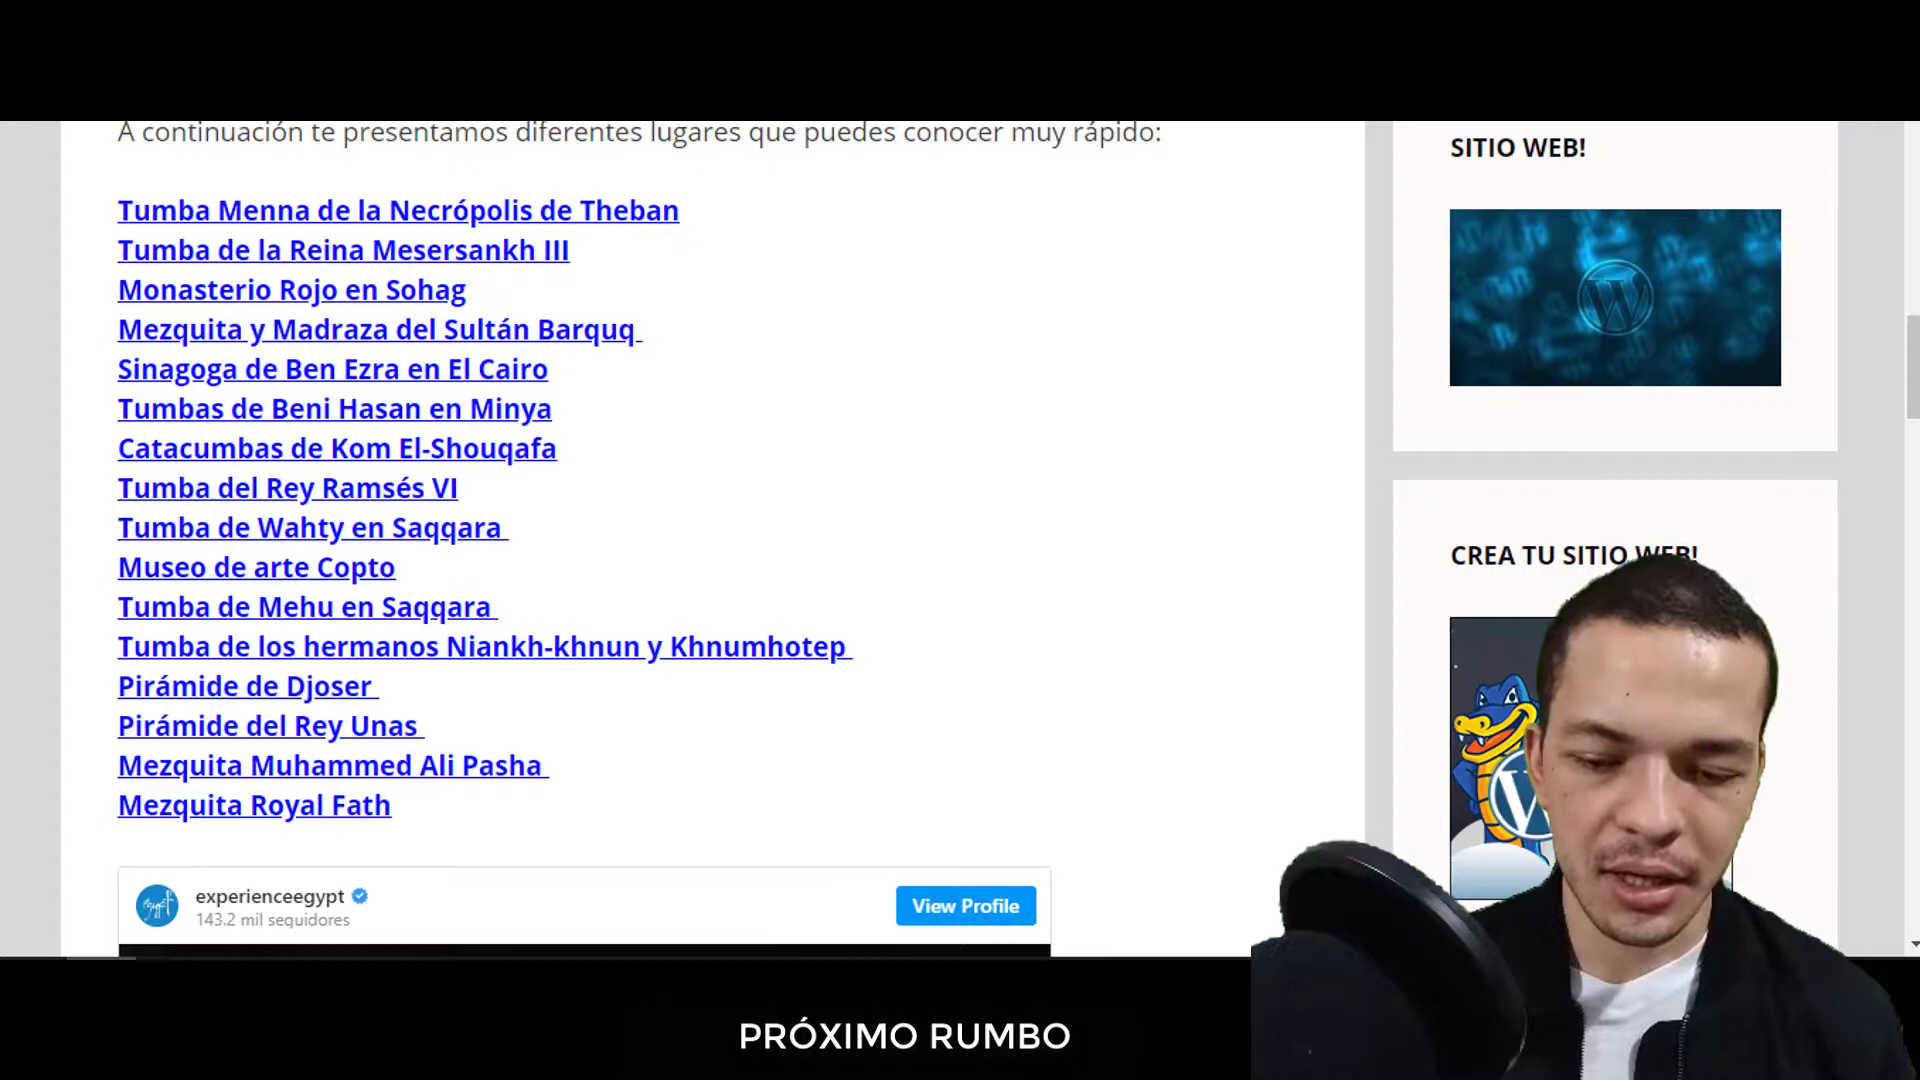 A continuación te presentamos diferentes lugares que puedes conocer muy rápido:
Tumba Menna de la Necrópolis de Theban
Tumba de la Reina Mesersankh III
Monasterio Rojo en Sohag
Mezquita y Madraza del Sultán Barquq
Sinagoga de Ben Ezra en El Cairo
Tumbas de Beni Hasan en Minya
Catacumbas de Kom El-Shouqafa
Tumba del Rey Ramsés VI
Tumba de Wahty en Saqqara
Museo de arte Copto
Tumba de Mehu en Saqqara
Tumba de los hermanos Niankh-khnun y Khnumhotep
Pirámide de Djoser
Pirámide del Rey Unas
Mezquita Muhammed Ali Pasha
Mezquita Royal Fath
experienceegypt
143.2 mil seguidores
View Profile
SITIO WEB!
CREA TU SITIO WEB!
PRÓXIMO RUMBO